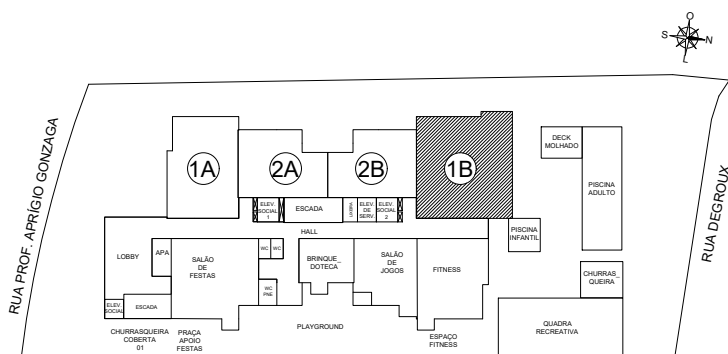 O
S
N
L
RUA PROF. APRÍGIO GONZAGA
RUA DEGROUX
1A
2A
2B
1B
DECK
MOLHADO
PISCINA
ADULTO
ELEV.
SOCIAL
1
ESCADA
LIXEIRA
ELEV.
DE
SERV.
ELEV.
SOCIAL
2
HALL
PISCINA
INFANTIL
LOBBY
APA
SALÃO
DE
FESTAS
WC
WC
WC
PNE
BRINQUE_
DOTECA
SALÃO
DE
JOGOS
FITNESS
CHURRAS_
QUEIRA
ELEV.
SOCIAL
ESCADA
CHURRASQUEIRA
COBERTA
01
PRAÇA
APOIO
FESTAS
PLAYGROUND
ESPAÇO
FITNESS
QUADRA
RECREATIVA